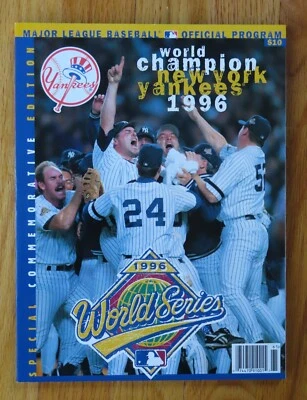 MAJOR LEAGUE BASEBALL OFFICIAL PROGRAM
$10
Yankees
world
champion
new york
yankees
1996
SPECIAL COMMEMORATIVE EDITION
24
1996
World Series